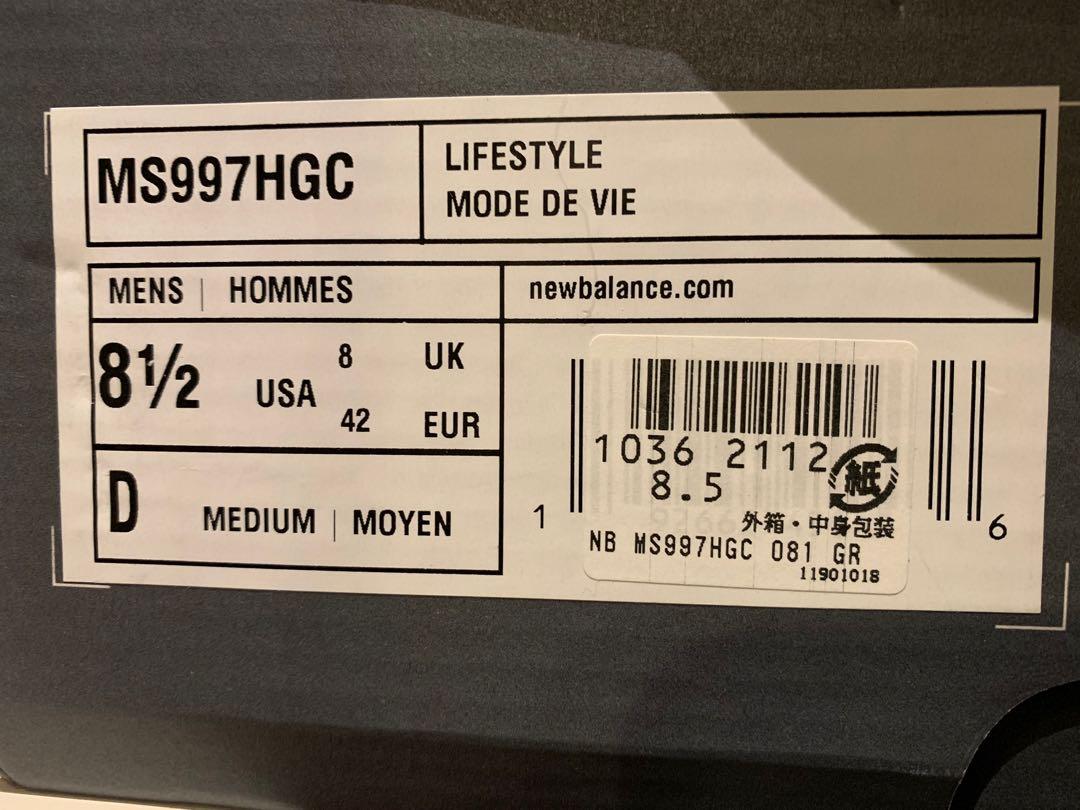 MS997HGC
LIFESTYLE
MODE DE VIE
MENS | HOMMES
newbalance.com
8½ USA
8 UK
42 EUR
D MEDIUM | MOYEN
1 6
1036 2112
8.5
紙
外箱・中身包装
NB MS997HGC 081 GR
11901018